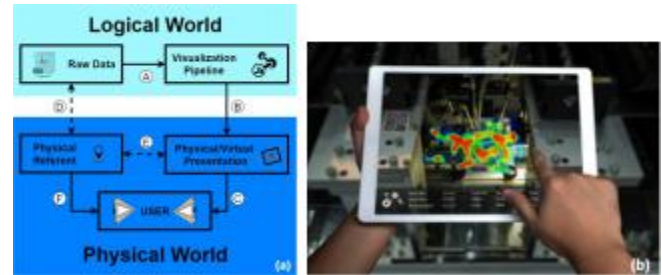 Logical World
Raw Data
Visualization
Pipeline
A
D
B
Physical
Referent
E
Physical/Virtual
Presentation
F
C
USER
Physical World
(a)
(b)